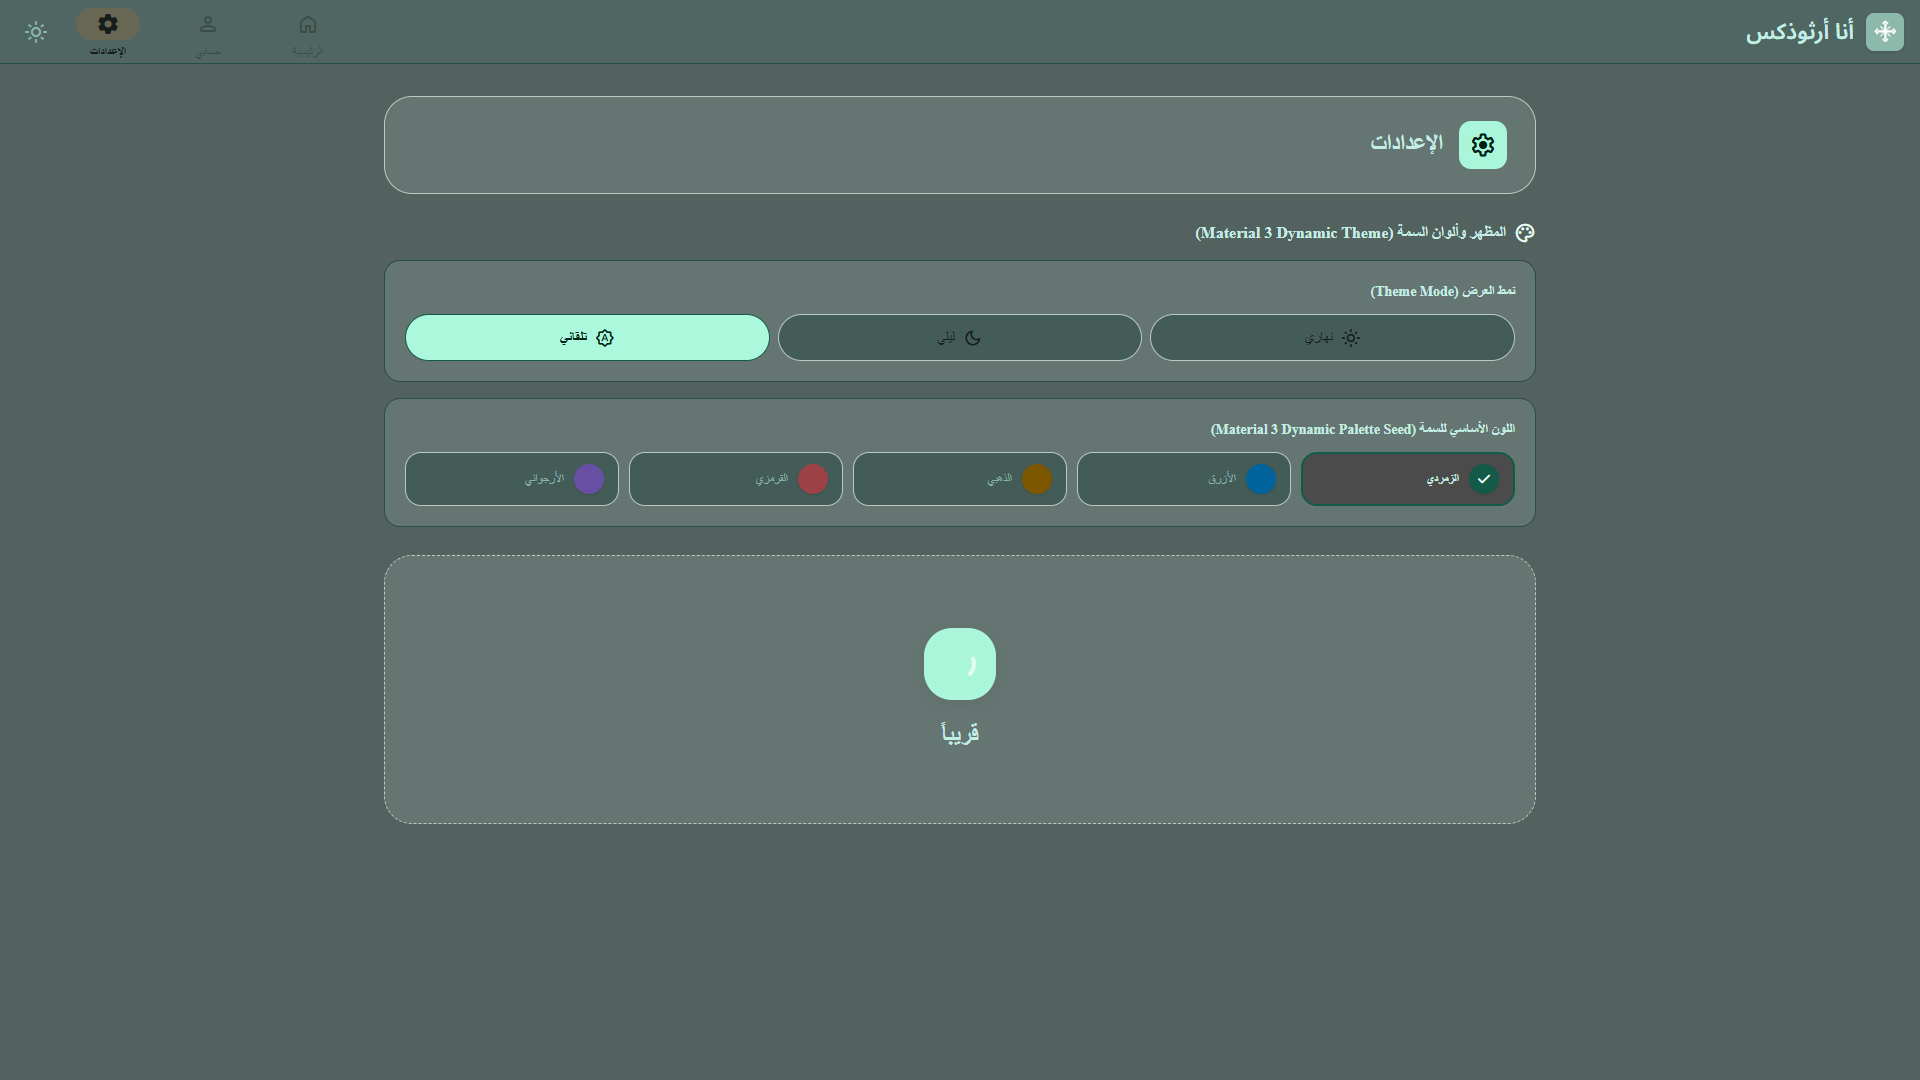 أنا أرثوذكس
الرئيسية
حسابي
الإعدادات
الإعدادات
المظهر وألوان السمة (Material 3 Dynamic Theme)
نمط العرض (Theme Mode)
نهاري
ليلي
تلقائي
اللون الأساسي للسمة (Material 3 Dynamic Palette Seed)
الزمردي
الأزرق
الذهبي
القرمزي
الأرجواني
قريباً